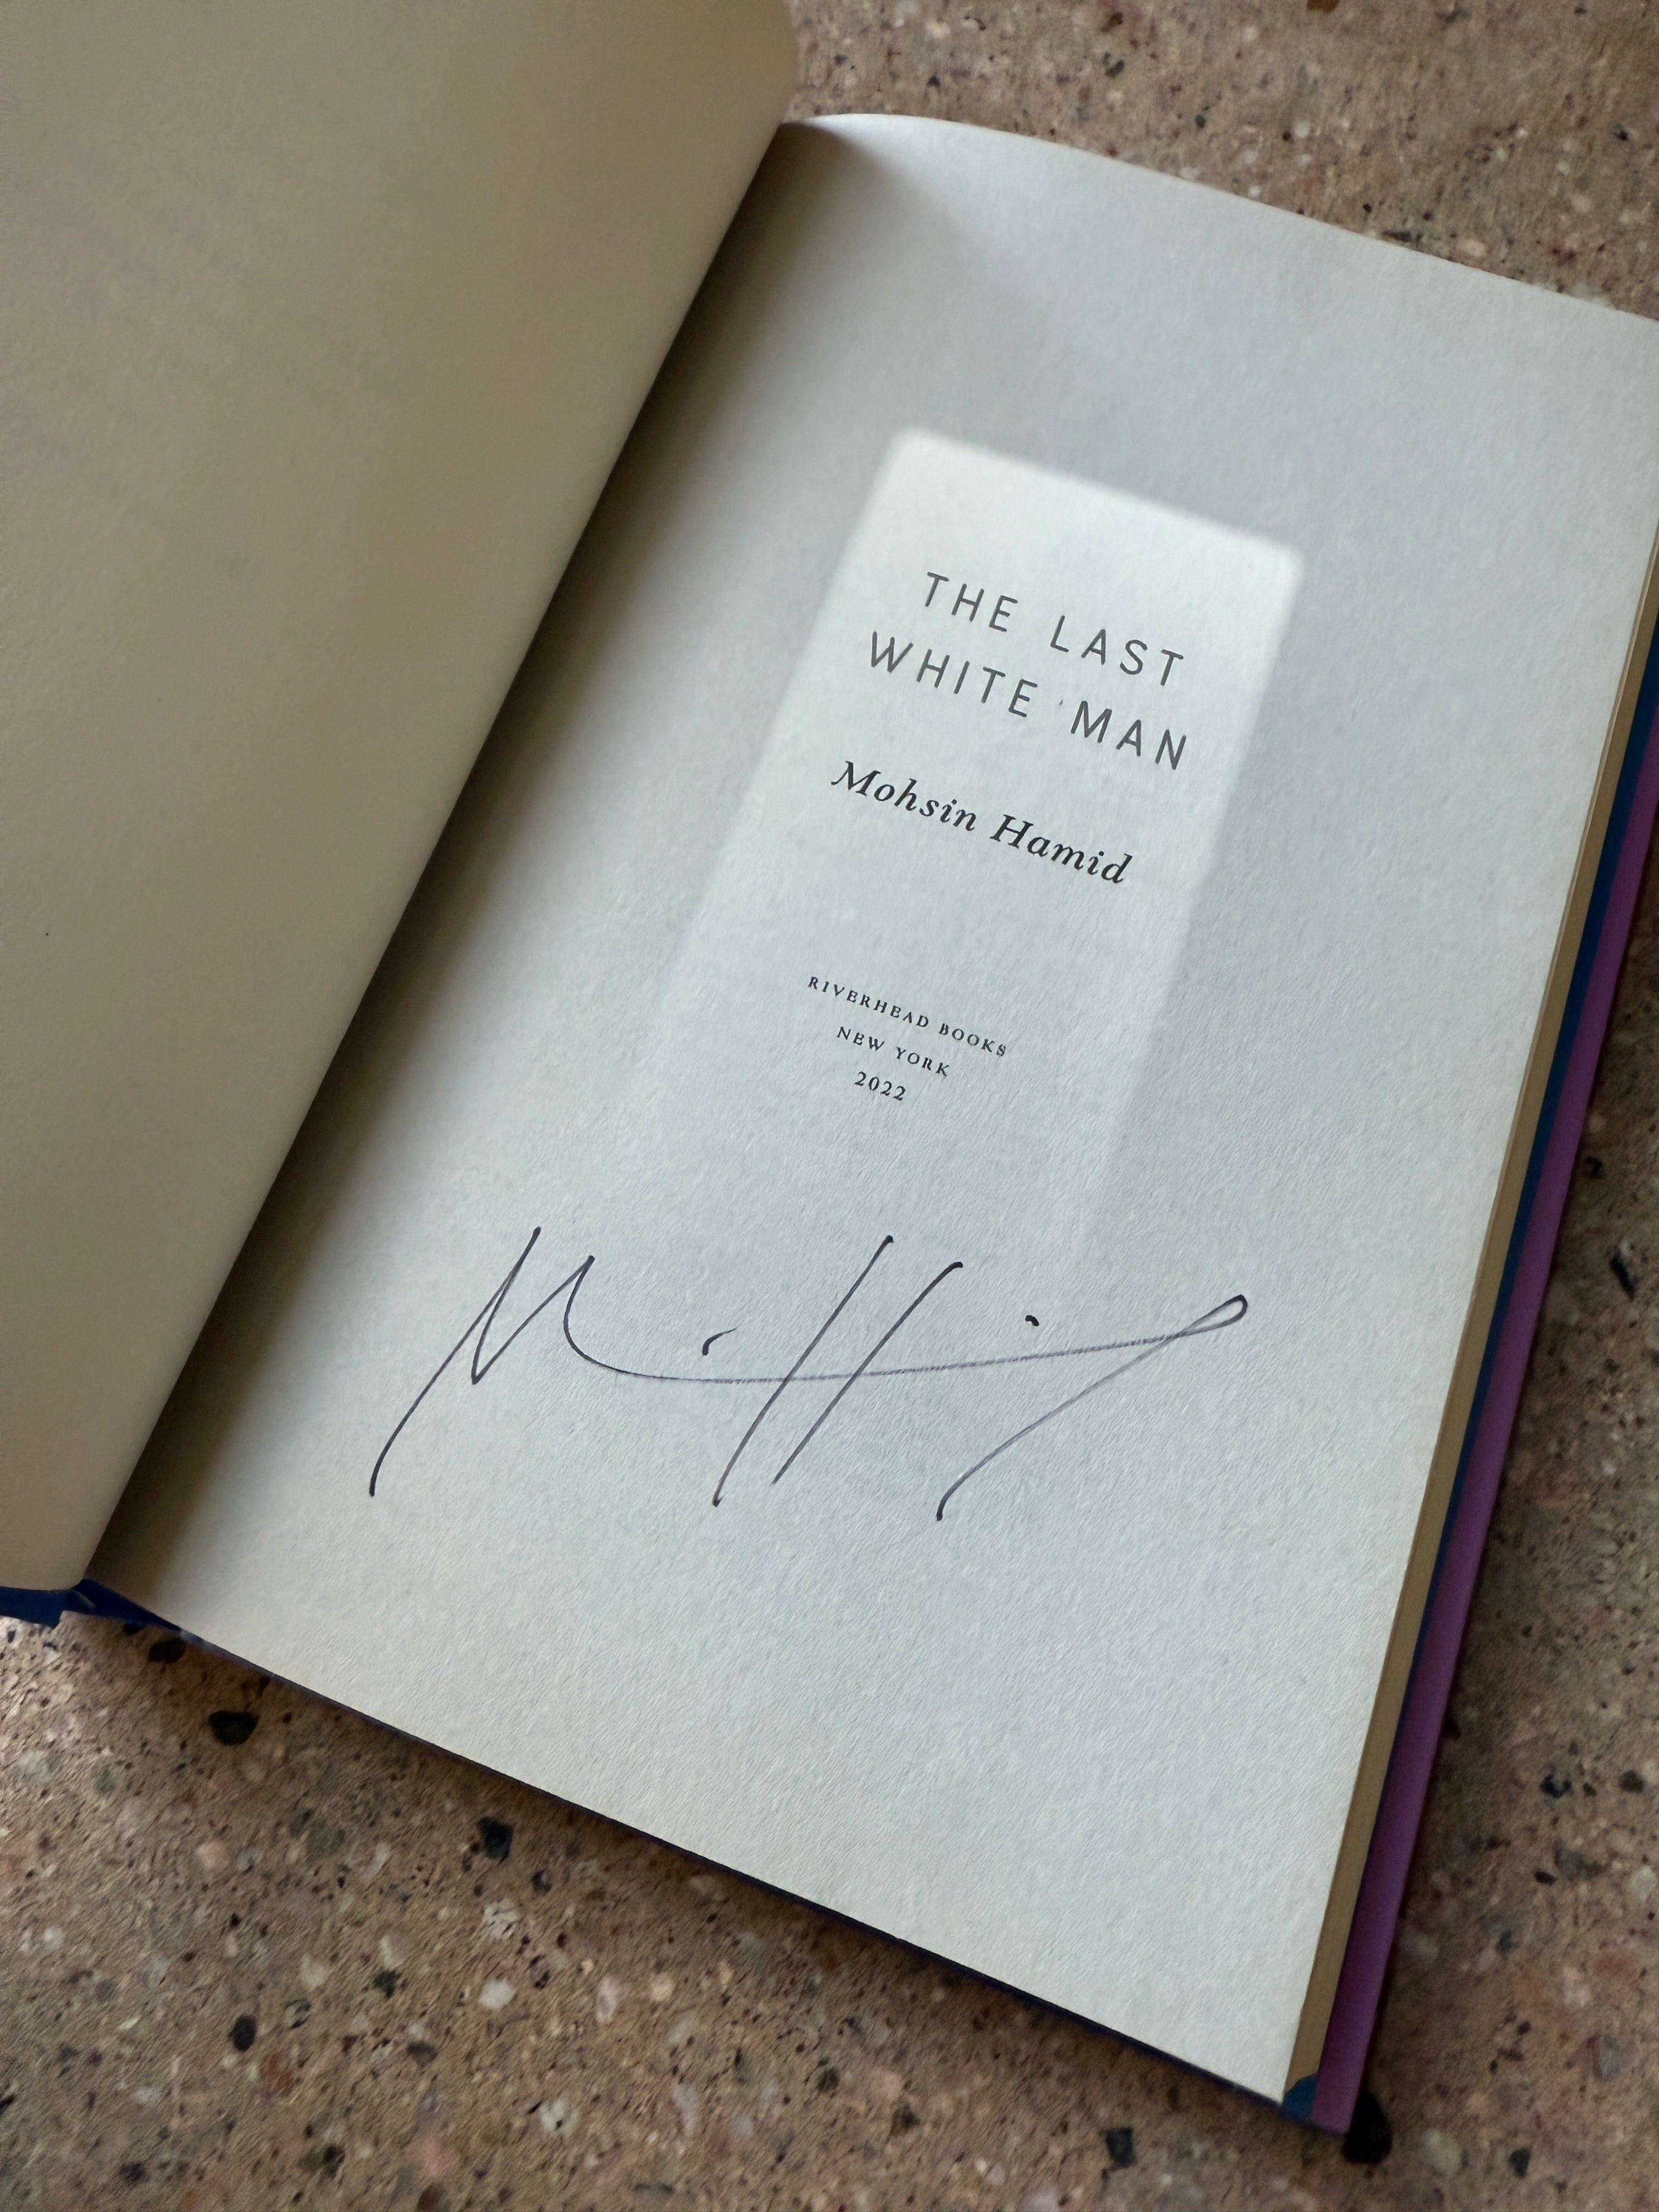 THE LAST
WHITE MAN
Mohsin Hamid
RIVERHEAD BOOKS
NEW YORK
2022